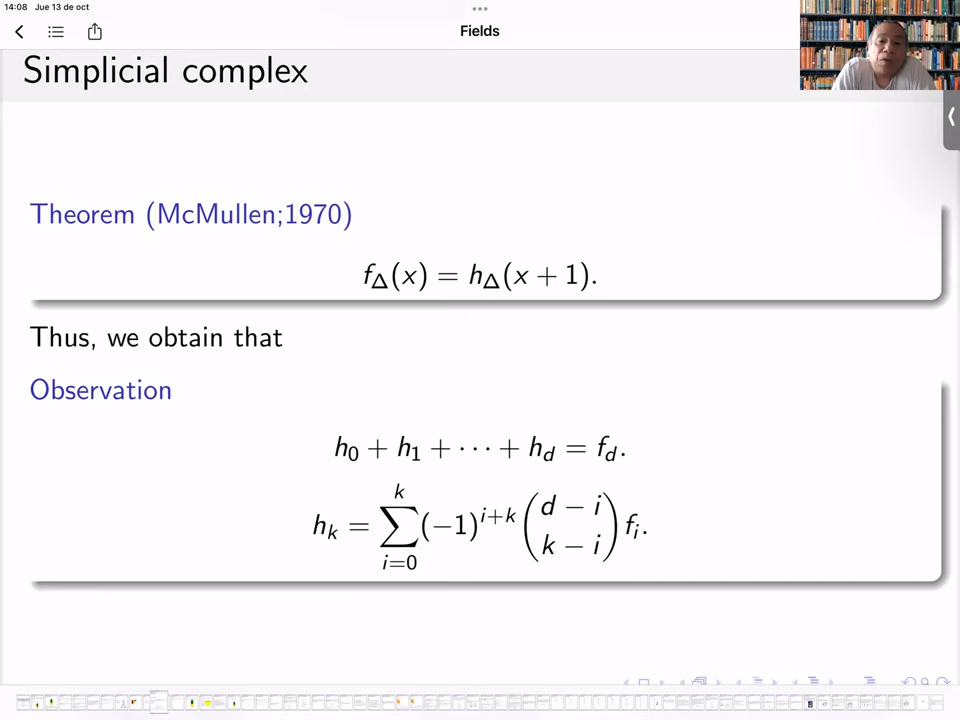 14:08 Jue 13 de oct
Fields
Simplicial complex
Theorem (McMullen;1970)
f_Δ(x) = h_Δ(x + 1).
Thus, we obtain that
Observation
h_0 + h_1 + ⋯ + h_d = f_d.
h_k = ∑_{i=0}^{k} (−1)^{i+k} \binom{d − i}{k − i} f_i.